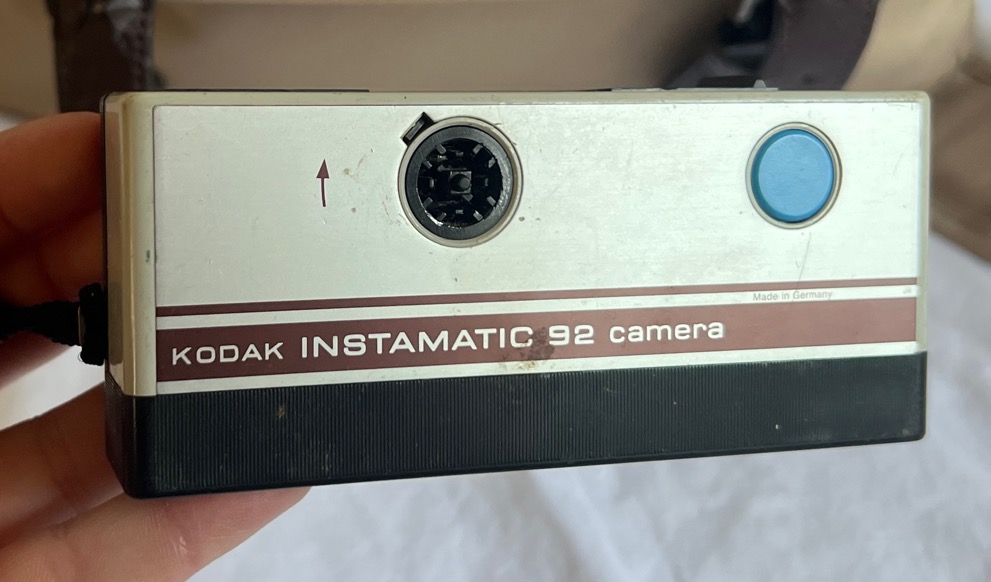 Made in Germany
KODAK INSTAMATIC 92 camera